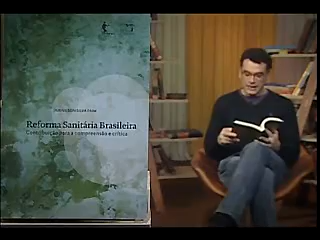 Reforma Sanitária Brasileira
Contribuição para a compreensão e crítica